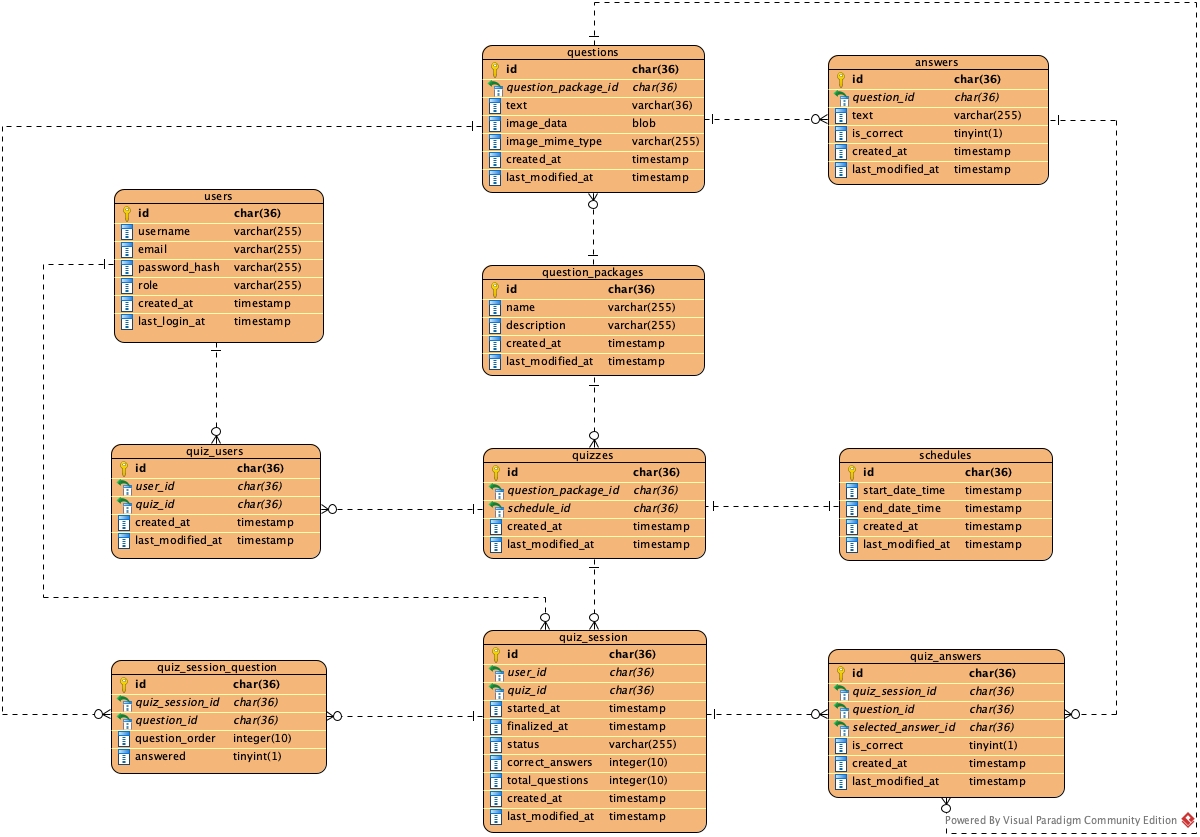 questions
id char(36)
question_package_id char(36)
text varchar(36)
image_data blob
image_mime_type varchar(255)
created_at timestamp
last_modified_at timestamp
answers
id char(36)
question_id char(36)
text varchar(255)
is_correct tinyint(1)
created_at timestamp
last_modified_at timestamp
users
id char(36)
username varchar(255)
email varchar(255)
password_hash varchar(255)
role varchar(255)
created_at timestamp
last_login_at timestamp
question_packages
id char(36)
name varchar(255)
description varchar(255)
created_at timestamp
last_modified_at timestamp
quiz_users
id char(36)
user_id char(36)
quiz_id char(36)
created_at timestamp
last_modified_at timestamp
quizzes
id char(36)
question_package_id char(36)
schedule_id char(36)
created_at timestamp
last_modified_at timestamp
schedules
id char(36)
start_date_time timestamp
end_date_time timestamp
created_at timestamp
last_modified_at timestamp
quiz_session_question
id char(36)
quiz_session_id char(36)
question_id char(36)
question_order integer(10)
answered tinyint(1)
quiz_session
id char(36)
user_id char(36)
quiz_id char(36)
started_at timestamp
finalized_at timestamp
status varchar(255)
correct_answers integer(10)
total_questions integer(10)
created_at timestamp
last_modified_at timestamp
quiz_answers
id char(36)
quiz_session_id char(36)
question_id char(36)
selected_answer_id char(36)
is_correct tinyint(1)
created_at timestamp
last_modified_at timestamp
Powered By Visual Paradigm Community Edition